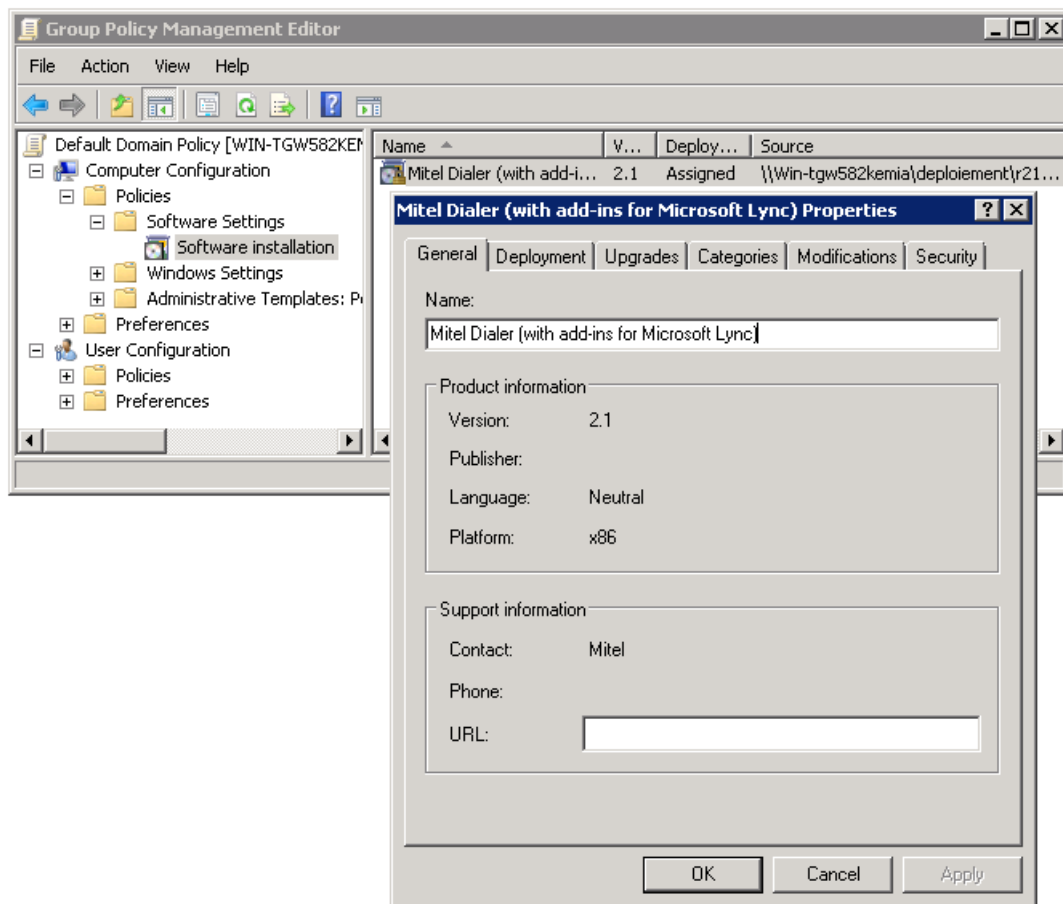 Group Policy Management Editor
File Action View Help
Default Domain Policy [WIN-TGW582KEM
Computer Configuration
Policies
Software Settings
Software installation
Windows Settings
Administrative Templates: P
Preferences
User Configuration
Policies
Preferences
Name V... Deploy... Source
Mitel Dialer (with add-i... 2.1 Assigned \\Win-tgw582kemia\deploiement\r21...
Mitel Dialer (with add-ins for Microsoft Lync) Properties
General Deployment Upgrades Categories Modifications Security
Name:
Mitel Dialer (with add-ins for Microsoft Lync)
Product information
Version: 2.1
Publisher:
Language: Neutral
Platform: x86
Support information
Contact: Mitel
Phone:
URL:
OK Cancel Apply